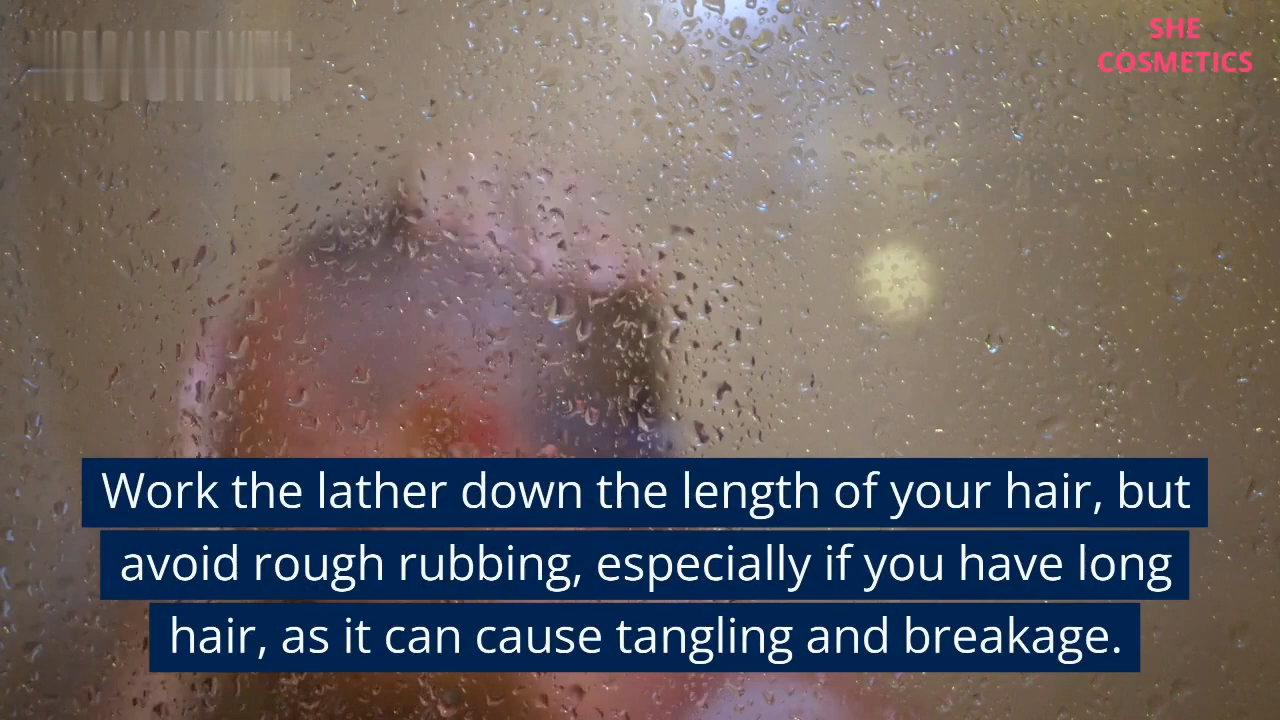 SHE
COSMETICS
Work the lather down the length of your hair, but
avoid rough rubbing, especially if you have long
hair, as it can cause tangling and breakage.